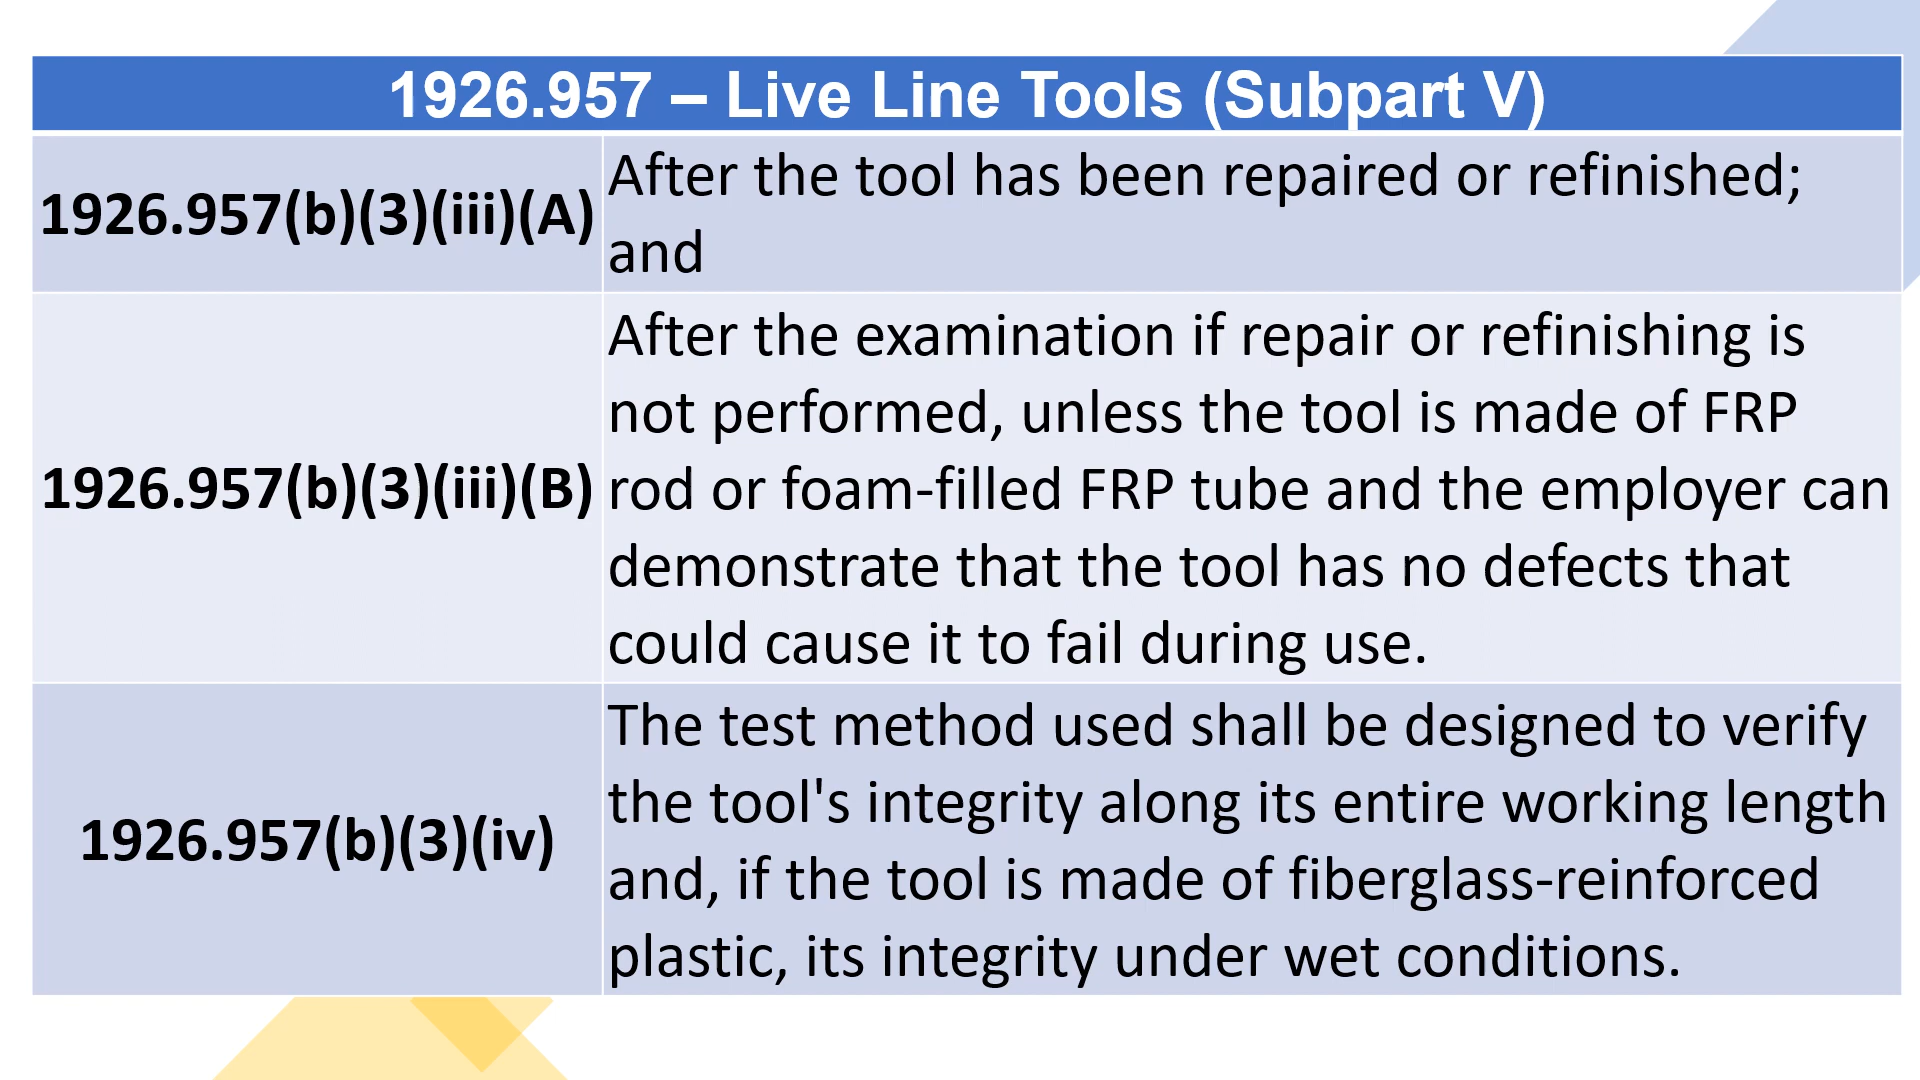 1926.957 – Live Line Tools (Subpart V)
1926.957(b)(3)(iii)(A)
After the tool has been repaired or refinished;
and
1926.957(b)(3)(iii)(B)
After the examination if repair or refinishing is
not performed, unless the tool is made of FRP
rod or foam-filled FRP tube and the employer can
demonstrate that the tool has no defects that
could cause it to fail during use.
1926.957(b)(3)(iv)
The test method used shall be designed to verify
the tool's integrity along its entire working length
and, if the tool is made of fiberglass-reinforced
plastic, its integrity under wet conditions.